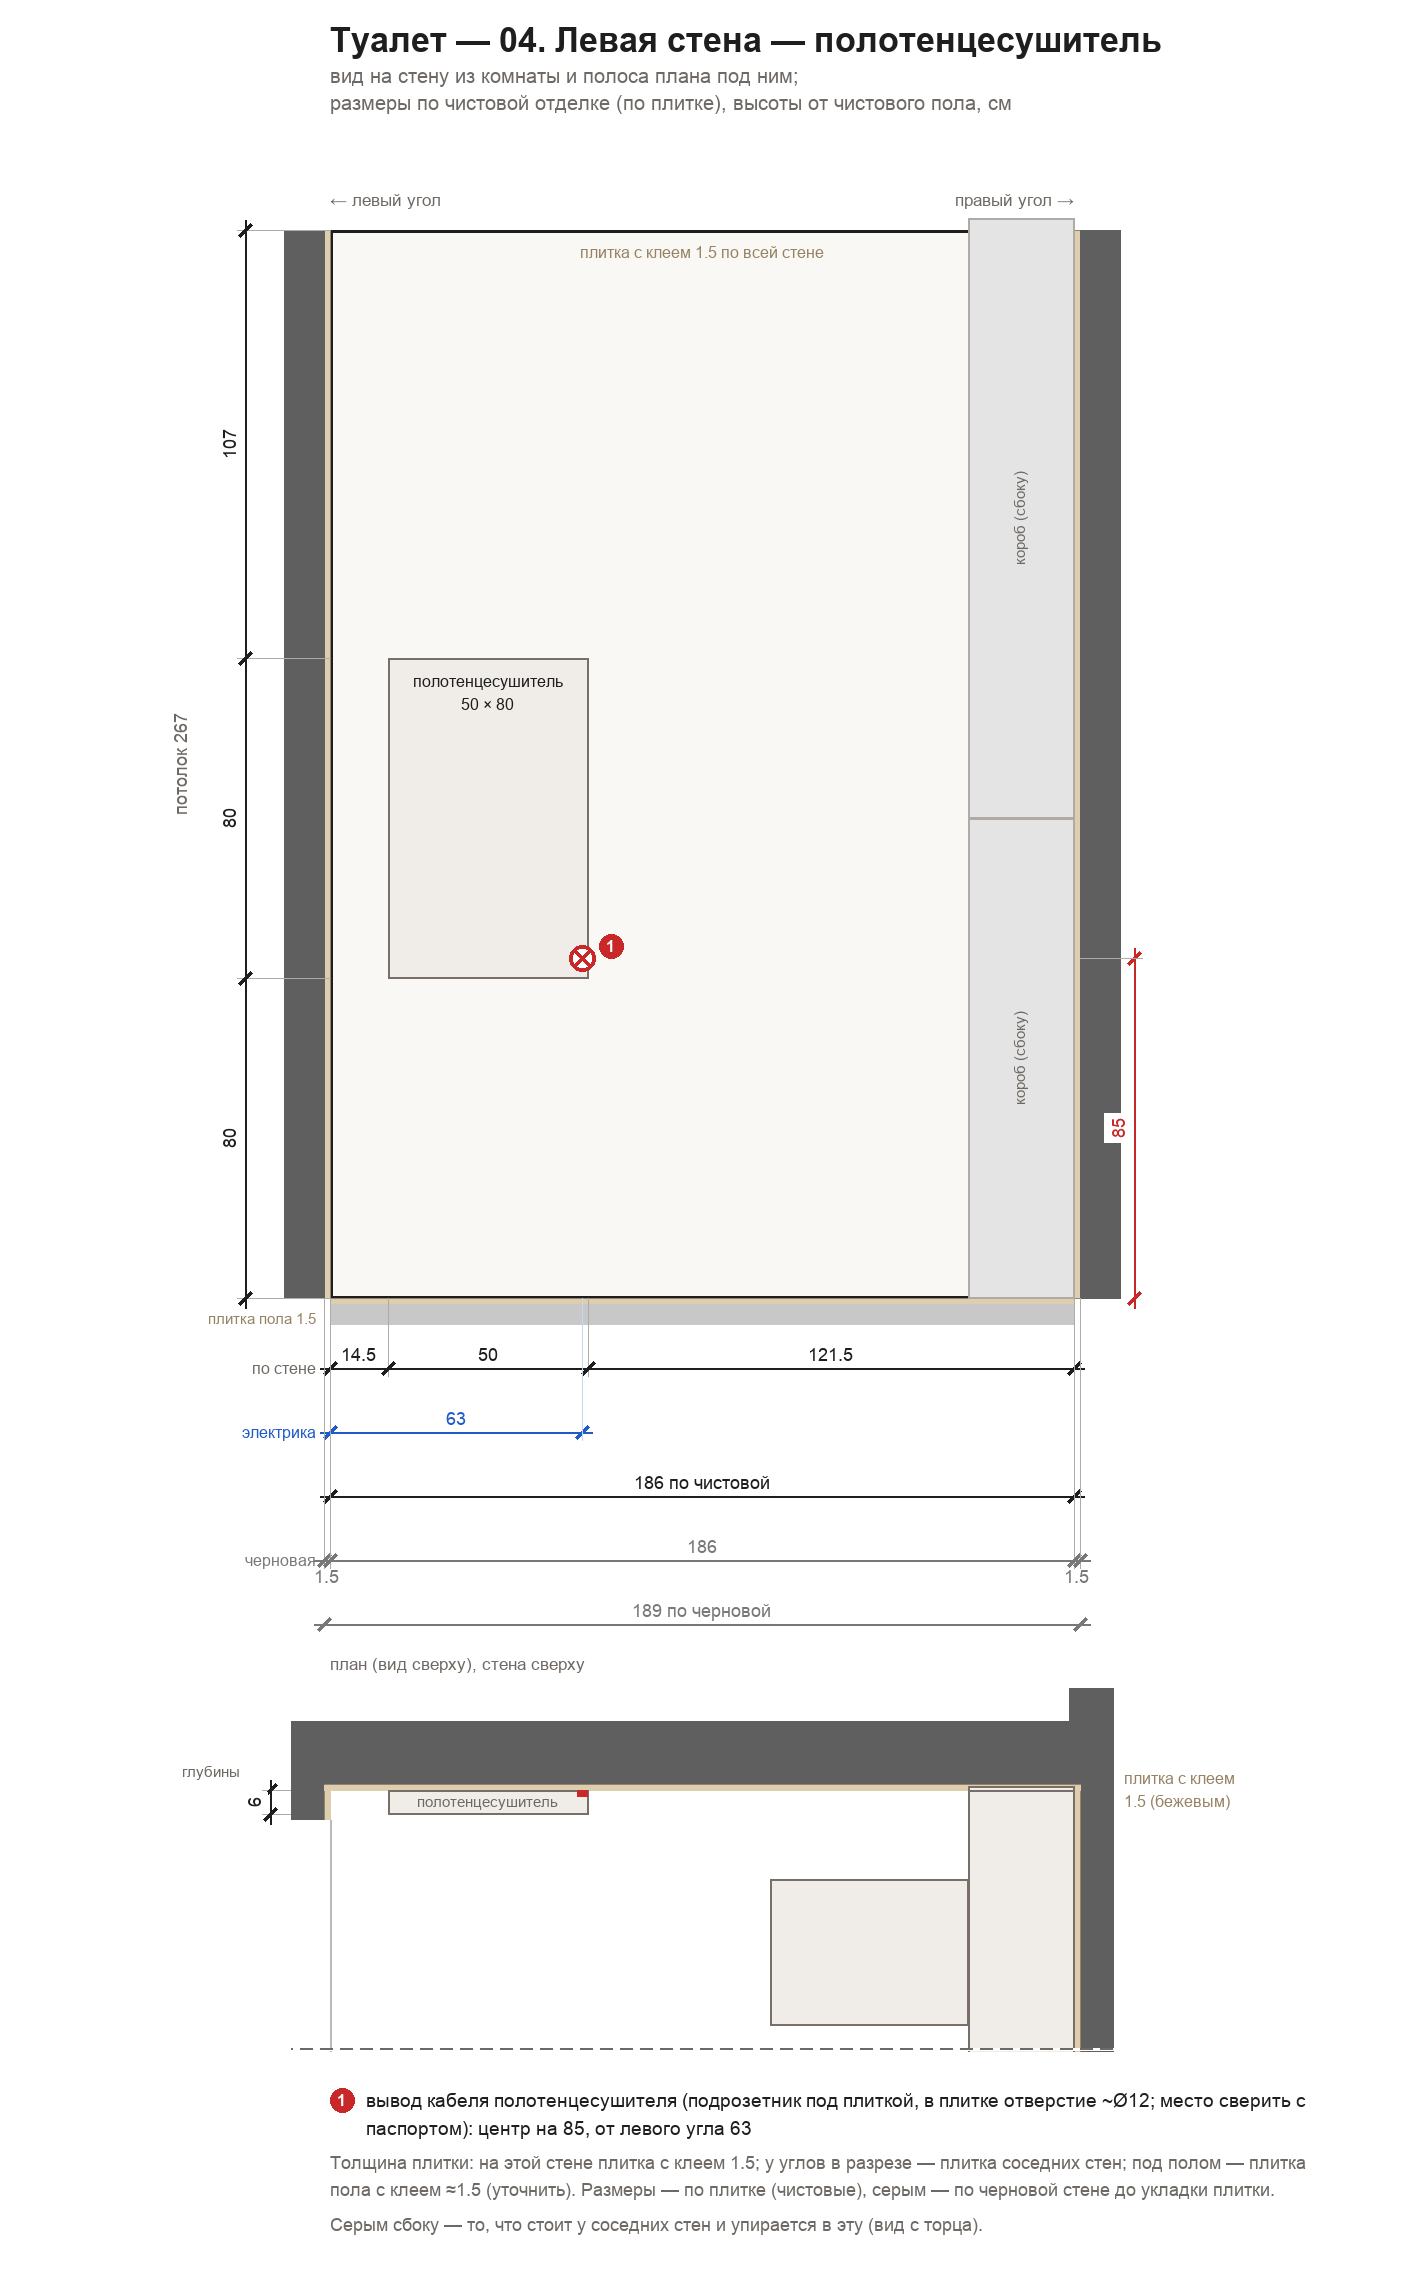 Туалет — 04. Левая стена — полотенцесушитель
вид на стену из комнаты и полоса плана под ним;
размеры по чистовой отделке (по плитке), высоты от чистового пола, см
← левый угол
правый угол →
плитка с клеем 1.5 по всей стене
107
короб (сбоку)
полотенцесушитель
50 × 80
потолок 267
80
1
короб (сбоку)
80
85
плитка пола 1.5
по стене
14.5
50
121.5
электрика
63
186 по чистовой
черновая
186
1.5
1.5
189 по черновой
план (вид сверху), стена сверху
глубины
6
полотенцесушитель
плитка с клеем
1.5 (бежевым)
1 вывод кабеля полотенцесушителя (подрозетник под плиткой, в плитке отверстие ~Ø12; место сверить с
паспортом): центр на 85, от левого угла 63
Толщина плитки: на этой стене плитка с клеем 1.5; у углов в разрезе — плитка соседних стен; под полом — плитка
пола с клеем ≈1.5 (уточнить). Размеры — по плитке (чистовые), серым — по черновой стене до укладки плитки.
Серым сбоку — то, что стоит у соседних стен и упирается в эту (вид с торца).